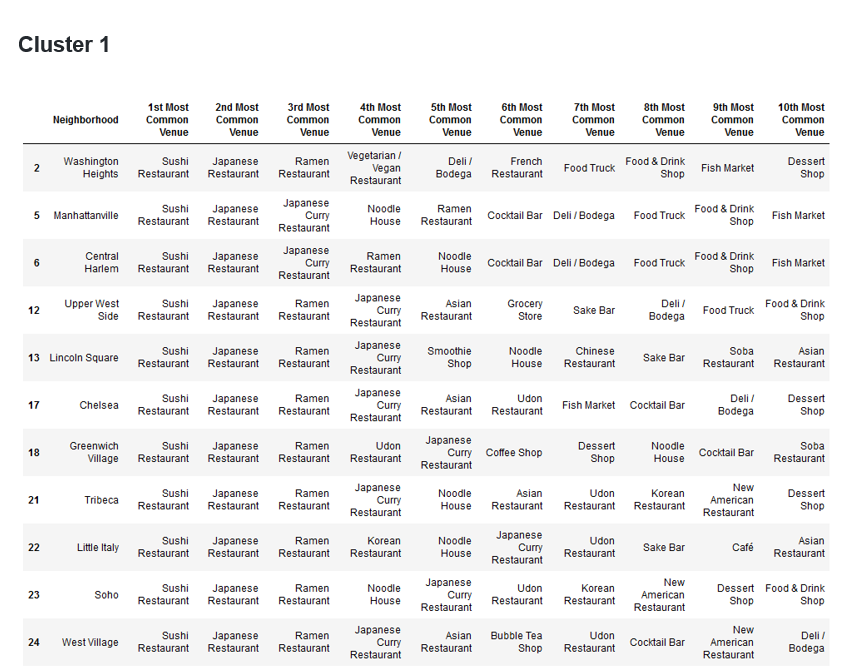 Cluster 1
Neighborhood 1st Most Common Venue 2nd Most Common Venue 3rd Most Common Venue 4th Most Common Venue 5th Most Common Venue 6th Most Common Venue 7th Most Common Venue 8th Most Common Venue 9th Most Common Venue 10th Most Common Venue
2 Washington Heights Sushi Restaurant Japanese Restaurant Ramen Restaurant Vegetarian / Vegan Restaurant Deli / Bodega French Restaurant Food Truck Food & Drink Shop Fish Market Dessert Shop
5 Manhattanville Sushi Restaurant Japanese Restaurant Japanese Curry Restaurant Noodle House Ramen Restaurant Cocktail Bar Deli / Bodega Food Truck Food & Drink Shop Fish Market
6 Central Harlem Sushi Restaurant Japanese Restaurant Japanese Curry Restaurant Ramen Restaurant Noodle House Cocktail Bar Deli / Bodega Food Truck Food & Drink Shop Fish Market
12 Upper West Side Sushi Restaurant Japanese Restaurant Ramen Restaurant Japanese Curry Restaurant Asian Restaurant Grocery Store Sake Bar Deli / Bodega Food Truck Food & Drink Shop
13 Lincoln Square Sushi Restaurant Japanese Restaurant Ramen Restaurant Japanese Curry Restaurant Smoothie Shop Noodle House Chinese Restaurant Sake Bar Soba Restaurant Asian Restaurant
17 Chelsea Sushi Restaurant Japanese Restaurant Ramen Restaurant Japanese Curry Restaurant Asian Restaurant Udon Restaurant Fish Market Cocktail Bar Deli / Bodega Dessert Shop
18 Greenwich Village Sushi Restaurant Japanese Restaurant Ramen Restaurant Udon Restaurant Japanese Curry Restaurant Coffee Shop Dessert Shop Noodle House Cocktail Bar Soba Restaurant
21 Tribeca Sushi Restaurant Japanese Restaurant Ramen Restaurant Japanese Curry Restaurant Noodle House Asian Restaurant Udon Restaurant Korean Restaurant New American Restaurant Dessert Shop
22 Little Italy Sushi Restaurant Japanese Restaurant Ramen Restaurant Korean Restaurant Noodle House Japanese Curry Restaurant Udon Restaurant Sake Bar Café Asian Restaurant
23 Soho Sushi Restaurant Japanese Restaurant Ramen Restaurant Noodle House Japanese Curry Restaurant Udon Restaurant Korean Restaurant New American Restaurant Dessert Shop Food & Drink Shop
24 West Village Sushi Restaurant Japanese Restaurant Ramen Restaurant Japanese Curry Restaurant Asian Restaurant Bubble Tea Shop Udon Restaurant Cocktail Bar New American Restaurant Deli / Bodega